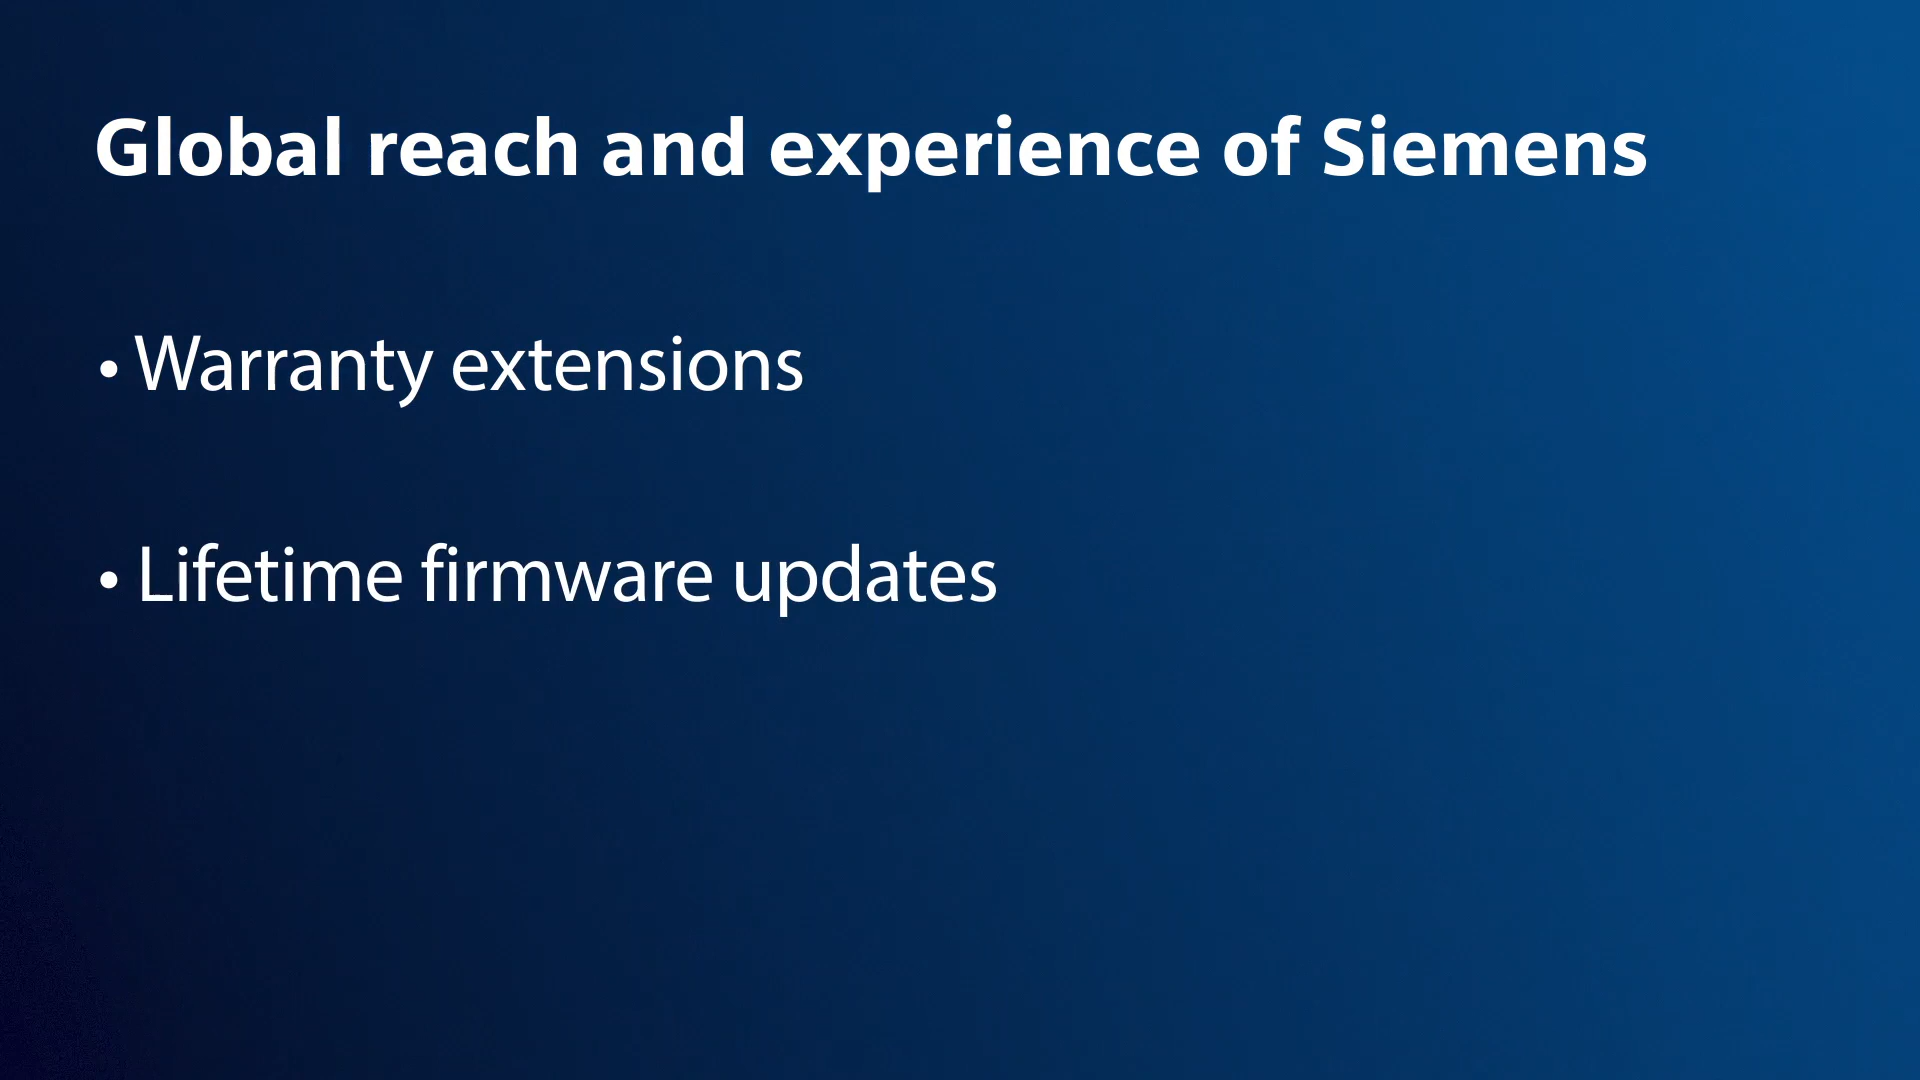 Global reach and experience of Siemens
• Warranty extensions
• Lifetime firmware updates